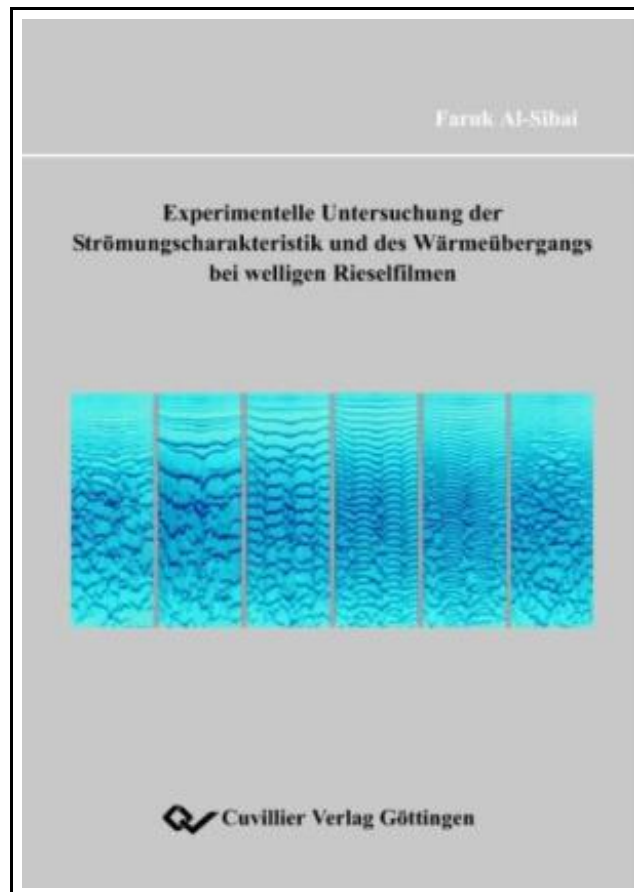 Faruk Al-Sibai
Experimentelle Untersuchung der
Strömungscharakteristik und des Wärmeübergangs
bei welligen Rieselfilmen
Cuvillier Verlag Göttingen